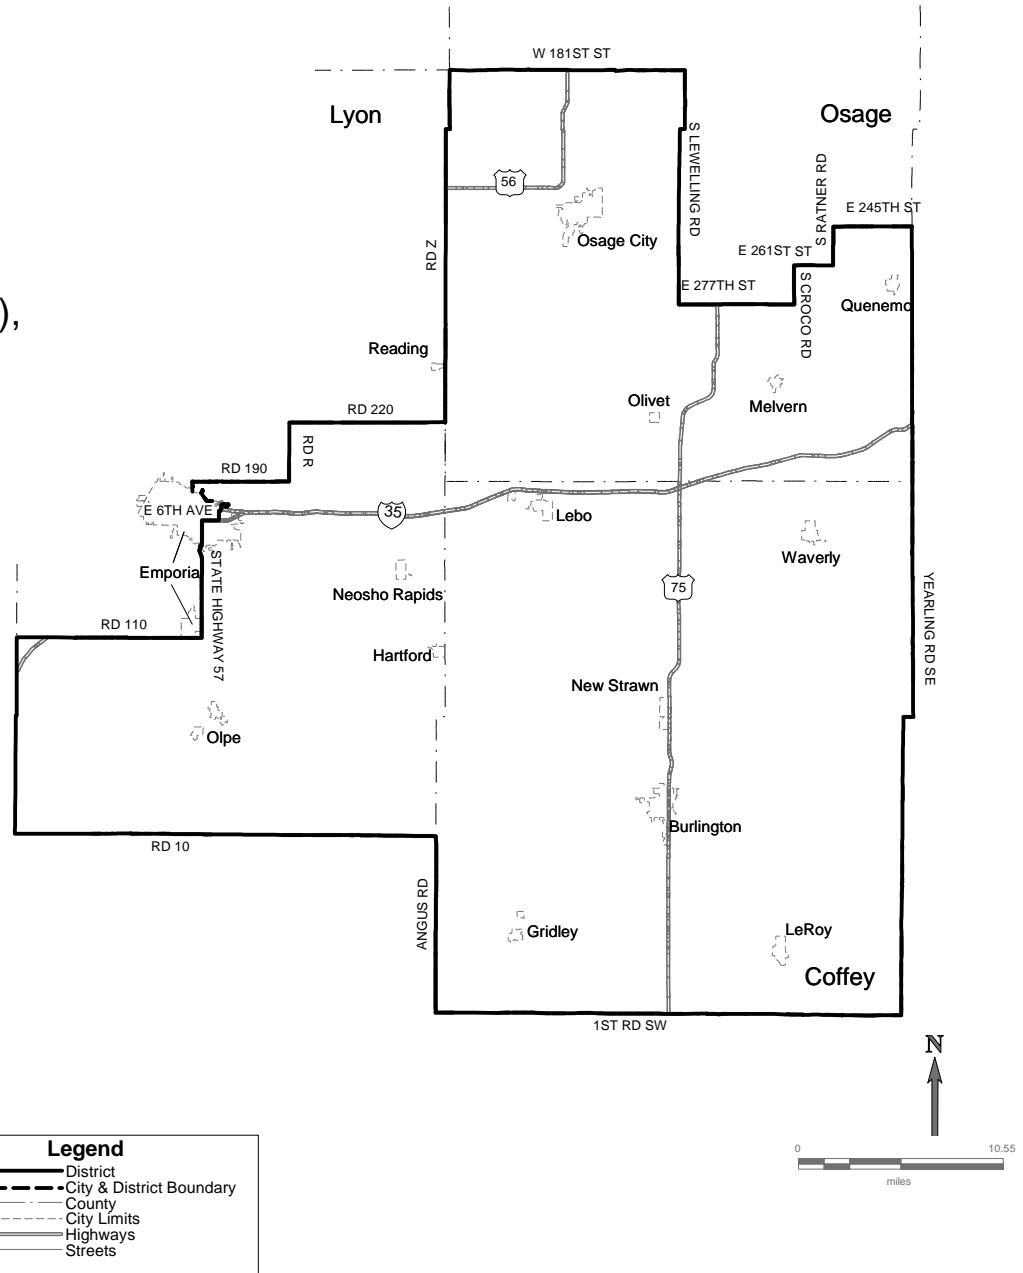 W 181ST ST
Lyon
Osage
S LEWELLING RD
S RATNER RD
56
E 245TH ST
Osage City
RD Z
E 261ST ST
E 277TH ST
S CROCO RD
Quenemo
),
Reading
Olivet
Melvern
RD 220
RD R
RD 190
E 6TH AVE
35
Lebo
Waverly
Emporia
STATE HIGHWAY 57
Neosho Rapids
75
YEARLING RD SE
RD 110
Hartford
New Strawn
Olpe
Burlington
RD 10
ANGUS RD
Gridley
LeRoy
Coffey
1ST RD SW
N
0 10.55
miles
Legend
District
City & District Boundary
County
City Limits
Highways
Streets